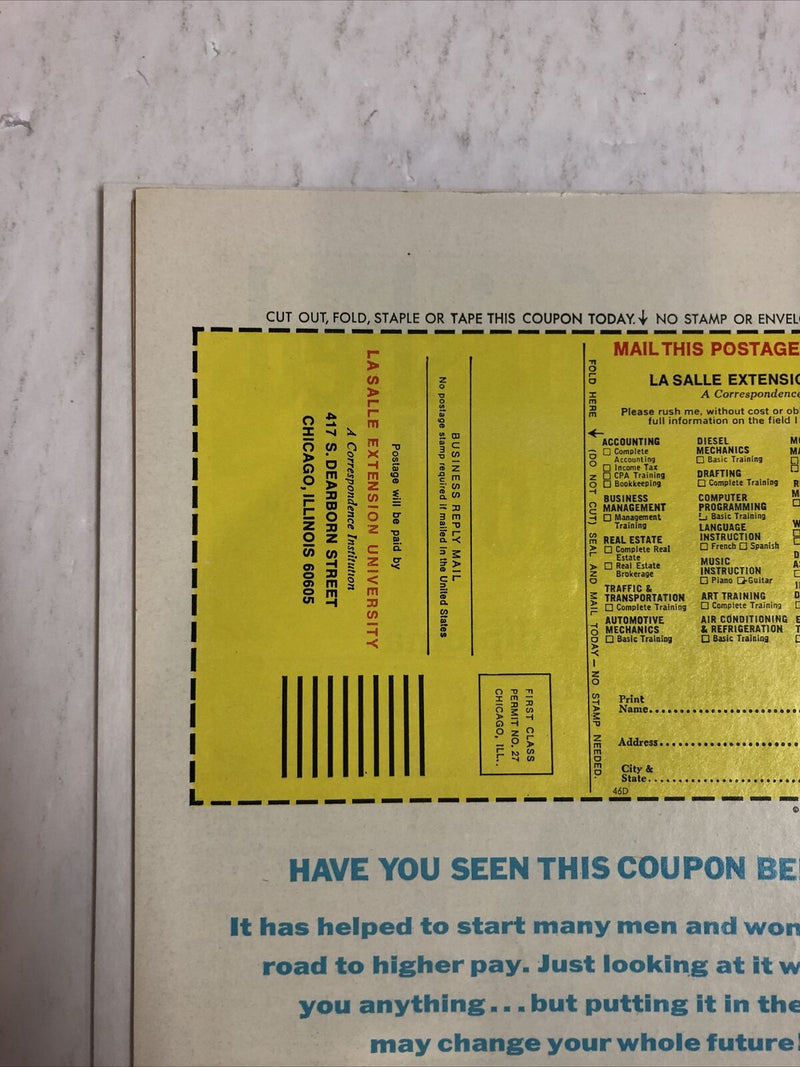 CUT OUT, FOLD, STAPLE OR TAPE THIS COUPON TODAY. ↓ NO STAMP OR
BUSINESS REPLY MAIL
No postage stamp required if mailed in the United States
Postage will be paid by
LA SALLE EXTENSION UNIVERSITY
A Correspondence Institution
417 S. DEARBORN STREET
CHICAGO, ILLINOIS 60605
FIRST CLASS
PERMIT NO. 27
CHICAGO, ILL.
FOLD HERE ← (DO NOT CUT) SEAL AND MAIL TODAY—NO STAMP NEEDED.
MAIL THIS POSTAGE
LA SALLE
A Correspondence
Please rush me, without cost or
full information on the field I
ACCOUNTING
☐ Complete
Accounting
☐ Income Tax
☐ CPA Training
☐ Bookkeeping
BUSINESS
MANAGEMENT
☐ Management
Training
REAL ESTATE
☐ Complete Real
Estate
☐ Real Estate
Brokerage
TRAFFIC &
TRANSPORTATION
☐ Complete Training
AUTOMOTIVE
MECHANICS
☐ Basic Training
DIESEL
MECHANICS
☐ Basic Training
DRAFTING
☐ Complete Training
COMPUTER
PROGRAMMING
☐ Basic Training
LANGUAGE
INSTRUCTION
☐ French ☐ Spanish
MUSIC
INSTRUCTION
☐ Piano ☐ Guitar
ART TRAINING
☐ Complete Training
AIR CONDITIONING
& REFRIGERATION
☐ Basic Training
Print
Name
Address
City &
State
46D
©
HAVE YOU SEEN THIS COUPON
It has helped to start many men and
road to higher pay. Just looking at it
you anything...but putting it in the
may change your whole future!